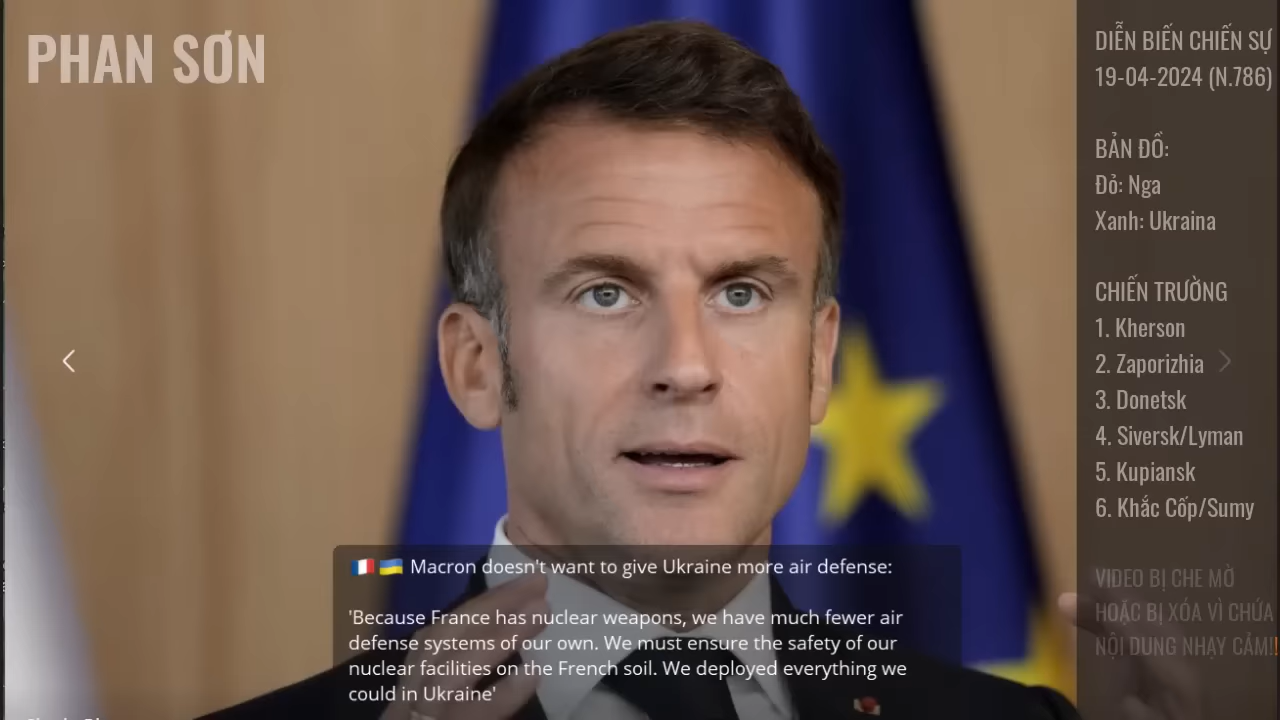 PHAN SƠN
DIỄN BIẾN CHIẾN SỰ
19-04-2024 (N.786)
BẢN ĐỒ:
Đỏ: Nga
Xanh: Ukraina
CHIẾN TRƯỜNG
1. Kherson
2. Zaporizhia
3. Donetsk
4. Siversk/Lyman
5. Kupiansk
6. Khắc Cốp/Sumy
VIDEO BỊ CHE MỜ
HOẶC BỊ XÓA VÌ CHỨA
NỘI DUNG NHẠY CẢM!!
🇫🇷🇺🇦 Macron doesn't want to give Ukraine more air defense:
'Because France has nuclear weapons, we have much fewer air
defense systems of our own. We must ensure the safety of our
nuclear facilities on the French soil. We deployed everything we
could in Ukraine'